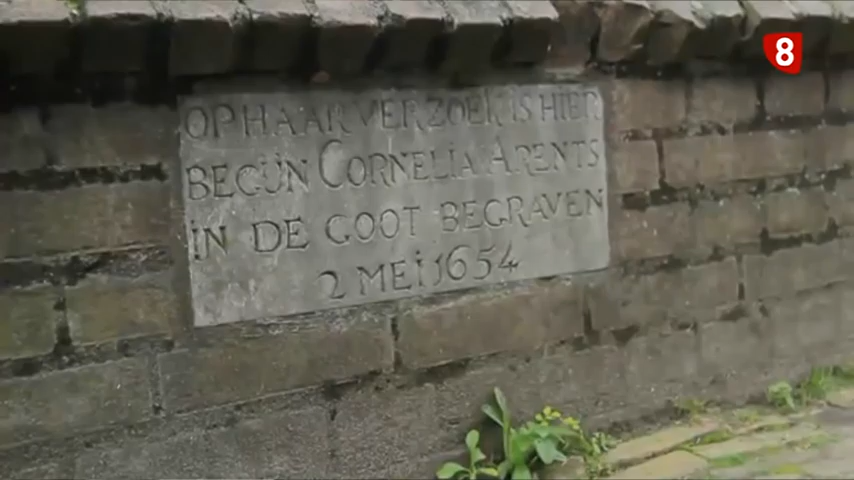 8
OP HAAR VERZOEK IS HIER
BEGIJN CORNELIA ARENTS
IN DE GOOT BEGRAVEN
2 MEI 1654